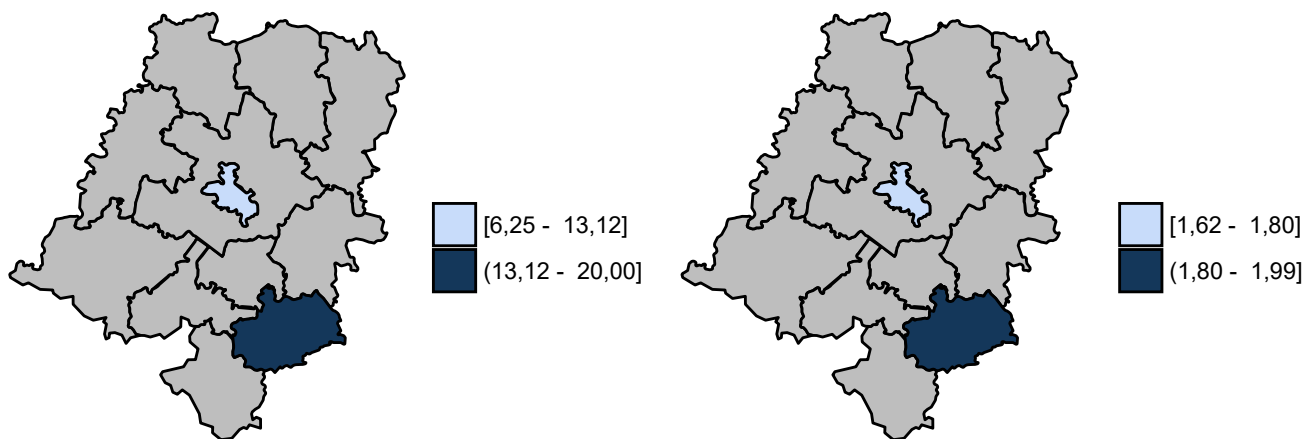 [6,25 -  13,12]
(13,12 -  20,00]
[1,62 -  1,80]
(1,80 -  1,99]